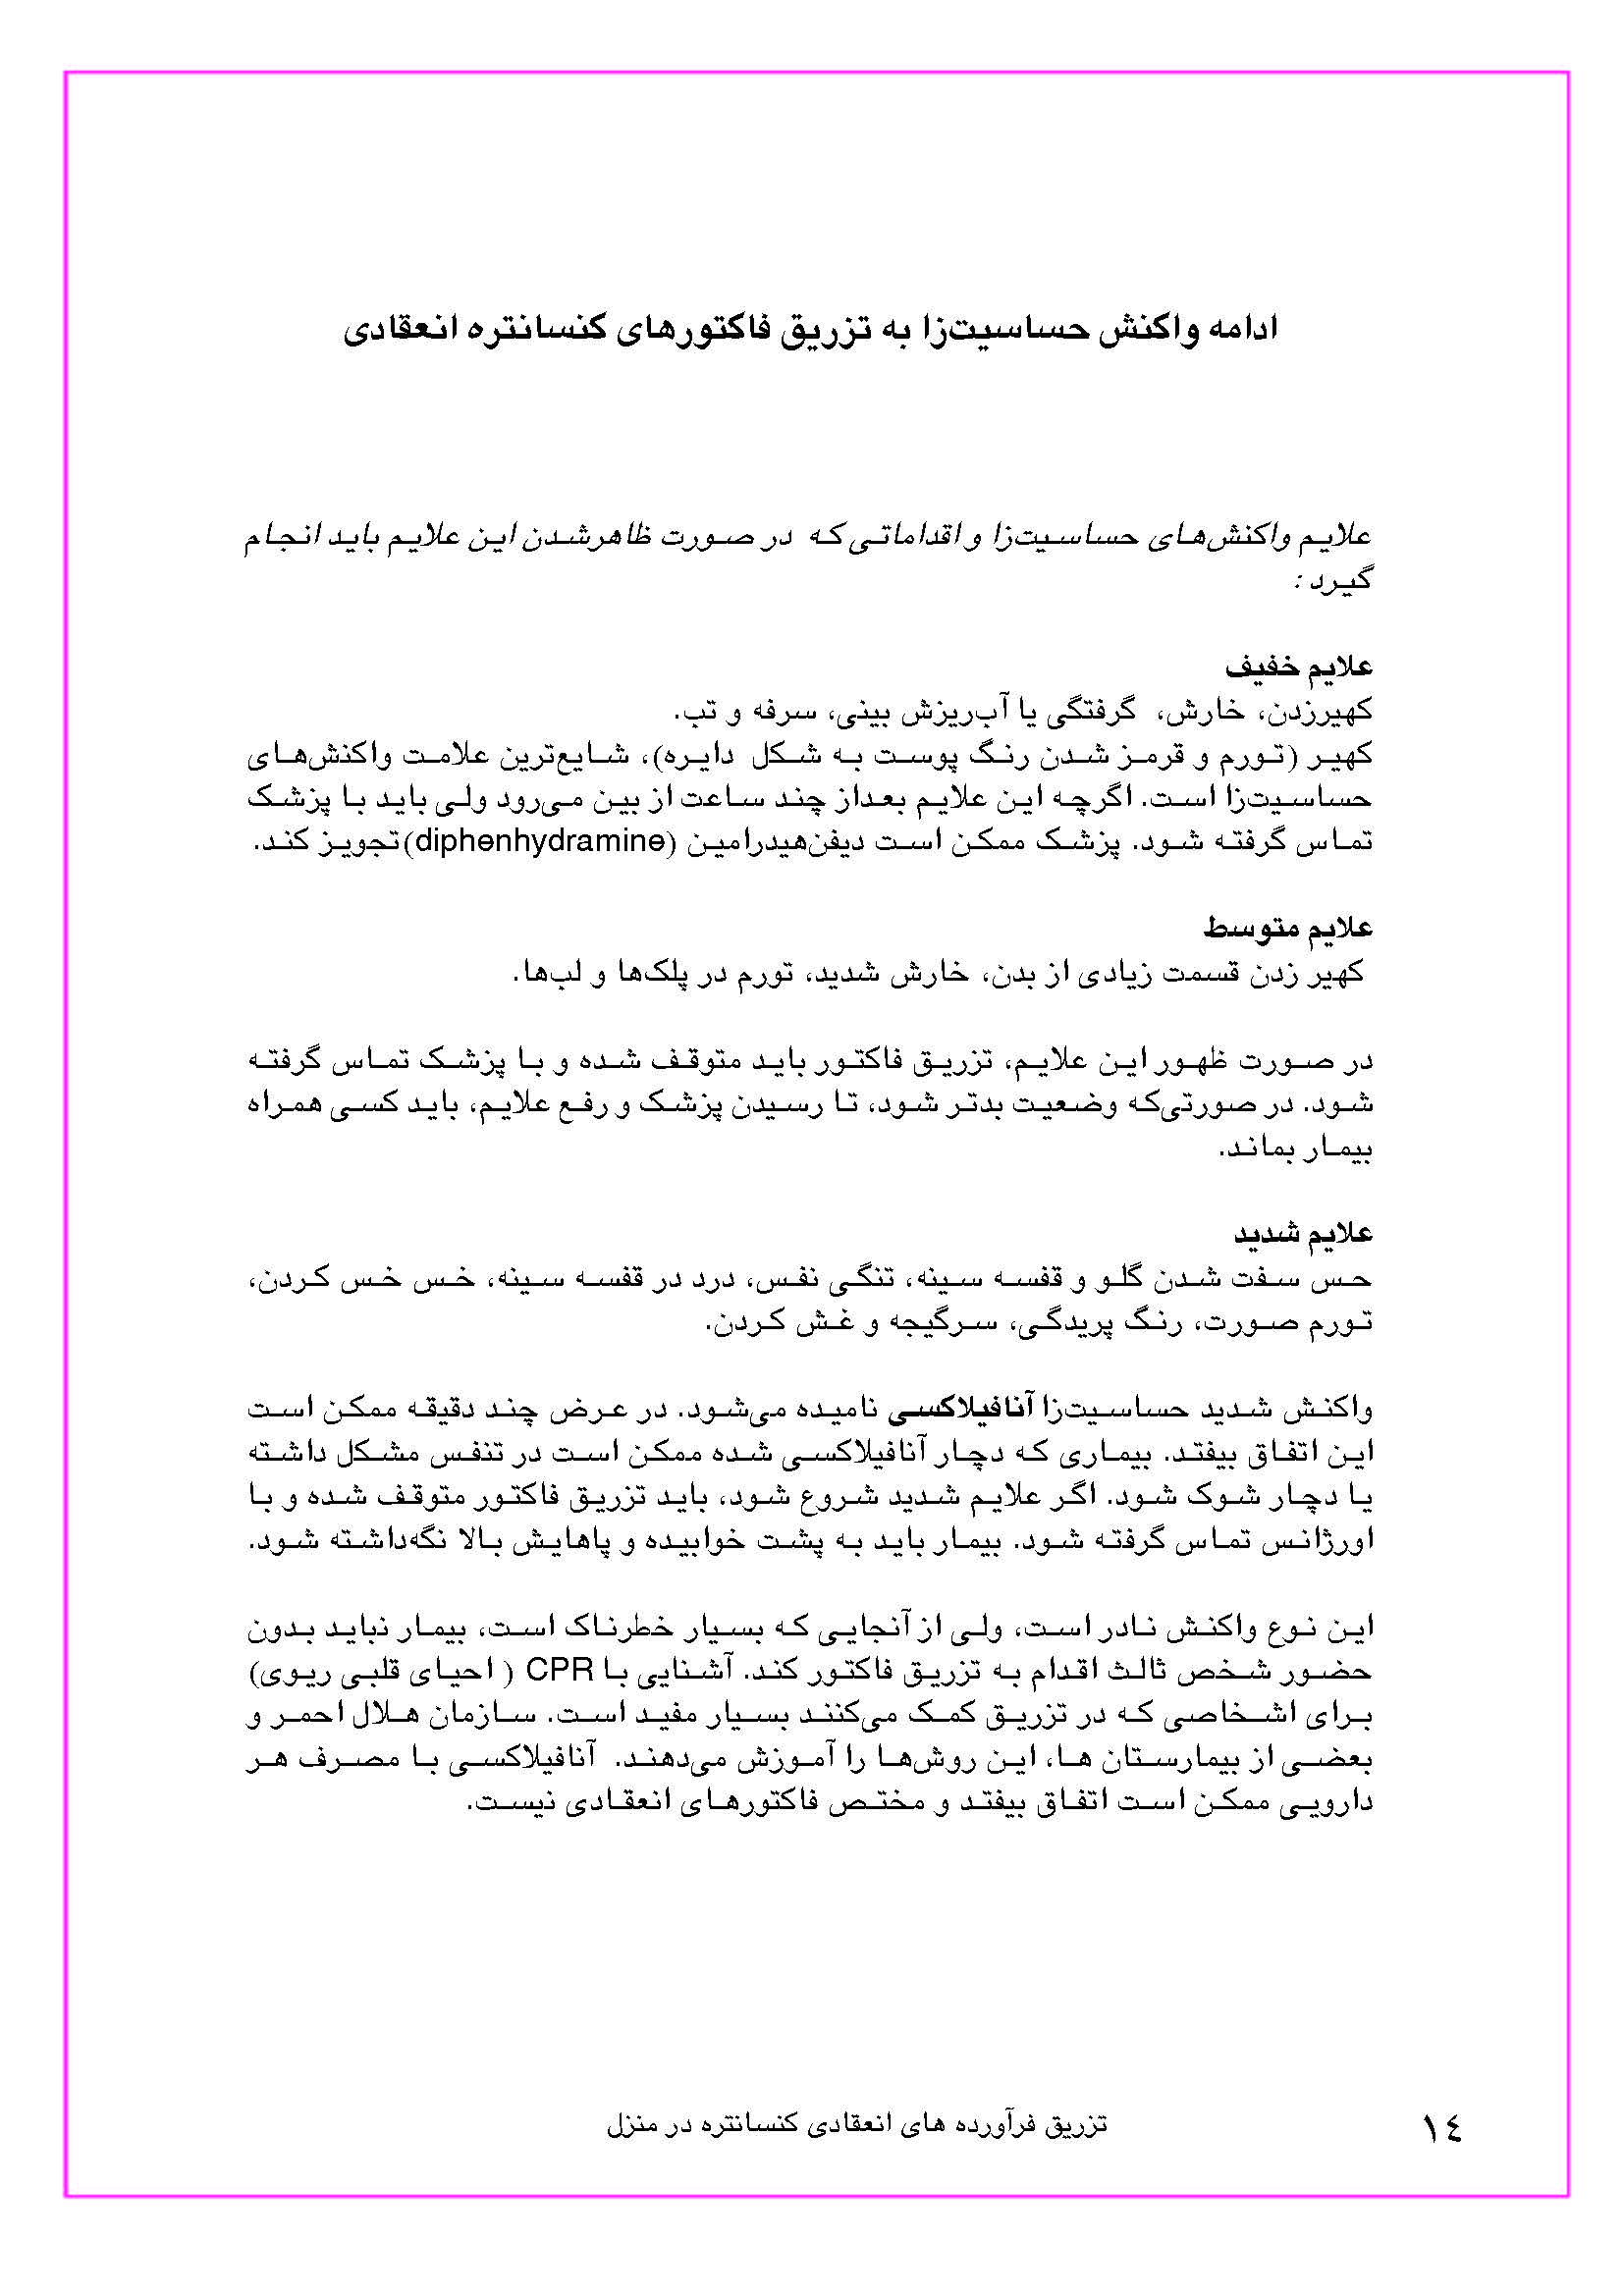 ادامه واکنش حساسیت‌زا به تزریق فاکتورهای کنسانتره انعقادی
علایم واکنش‌های حساسیت‌زا و اقداماتی که در صورت ظاهرشدن این علایم باید انجام
گیرد :
علایم خفیف
کهیرزدن، خارش، گرفتگی یا آب‌ریزش بینی، سرفه و تب.
کهیر (تورم و قرمز شدن رنگ پوست به شکل دایره)، شایع‌ترین علامت واکنش‌های
حساسیت‌زا است. اگرچه این علایم بعداز چند ساعت از بین می‌رود ولی باید با پزشک
تماس گرفته شود. پزشک ممکن است دیفن‌هیدرامین (diphenhydramine)تجویز کند.
علایم متوسط
کهیر زدن قسمت زیادی از بدن، خارش شدید، تورم در پلک‌ها و لب‌ها.
در صورت ظهور این علایم، تزریق فاکتور باید متوقف شده و با پزشک تماس گرفته
شود. در صورتی‌که وضعیت بدتر شود، تا رسیدن پزشک و رفع علایم، باید کسی همراه
بیمار بماند.
علایم شدید
حس سفت شدن گلو و قفسه سینه، تنگی نفس، درد در قفسه سینه، خس خس کردن،
تورم صورت، رنگ پریدگی، سرگیجه و غش کردن.
واکنش شدید حساسیت‌زا آنافیلاکسی نامیده می‌شود. در عرض چند دقیقه ممکن است
این اتفاق بیفتد. بیماری که دچار آنافیلاکسی شده ممکن است در تنفس مشکل داشته
یا دچار شوک شود. اگر علایم شدید شروع شود، باید تزریق فاکتور متوقف شده و با
اورژانس تماس گرفته شود. بیمار باید به پشت خوابیده و پاهایش بالا نگه‌داشته شود.
این نوع واکنش نادر است، ولی از آنجایی که بسیار خطرناک است، بیمار نباید بدون
حضور شخص ثالث اقدام به تزریق فاکتور کند. آشنایی با CPR ( احیای قلبی ریوی)
برای اشخاصی که در تزریق کمک می‌کنند بسیار مفید است. سازمان هلال احمر و
بعضی از بیمارستان ها، این روش‌ها را آموزش می‌دهند. آنافیلاکسی با مصرف هر
دارویی ممکن است اتفاق بیفتد و مختص فاکتورهای انعقادی نیست.
تزریق فرآورده های انعقادی کنسانتره در منزل
١٤